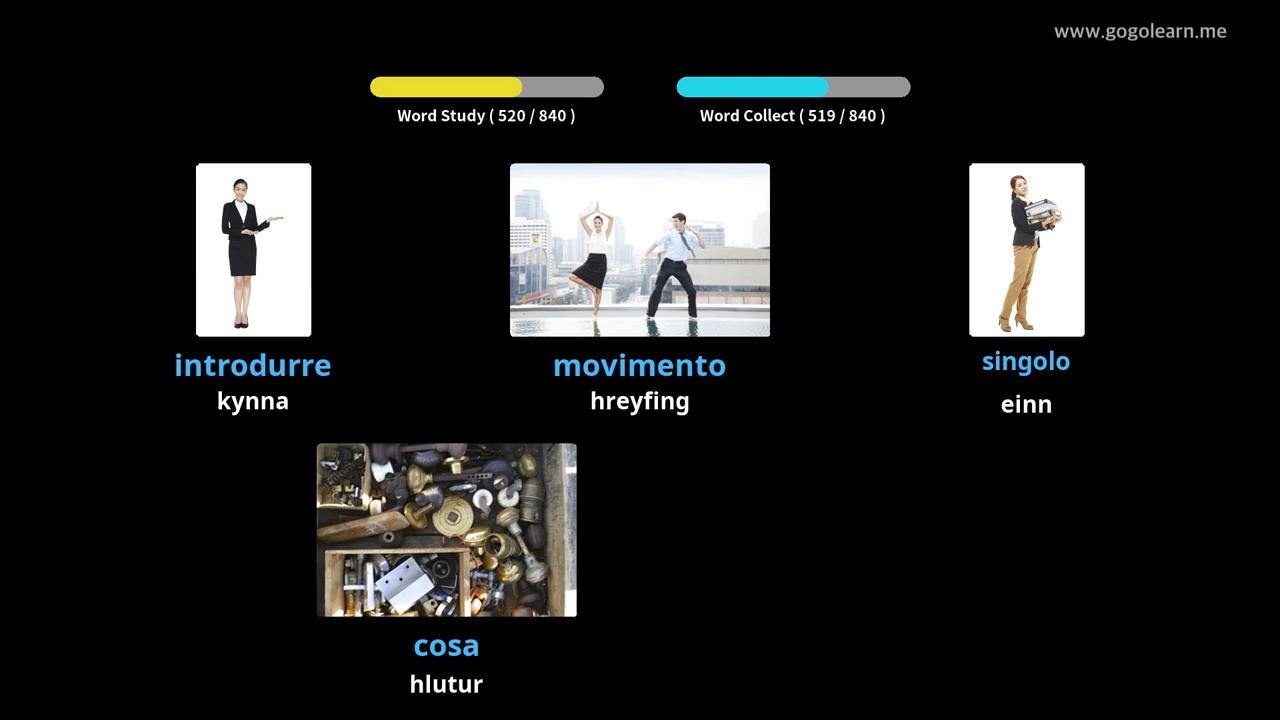 www.gogolearn.me
Word Study ( 520 / 840 )
Word Collect ( 519 / 840 )
introdurre
kynna
movimento
hreyfing
singolo
einn
cosa
hlutur